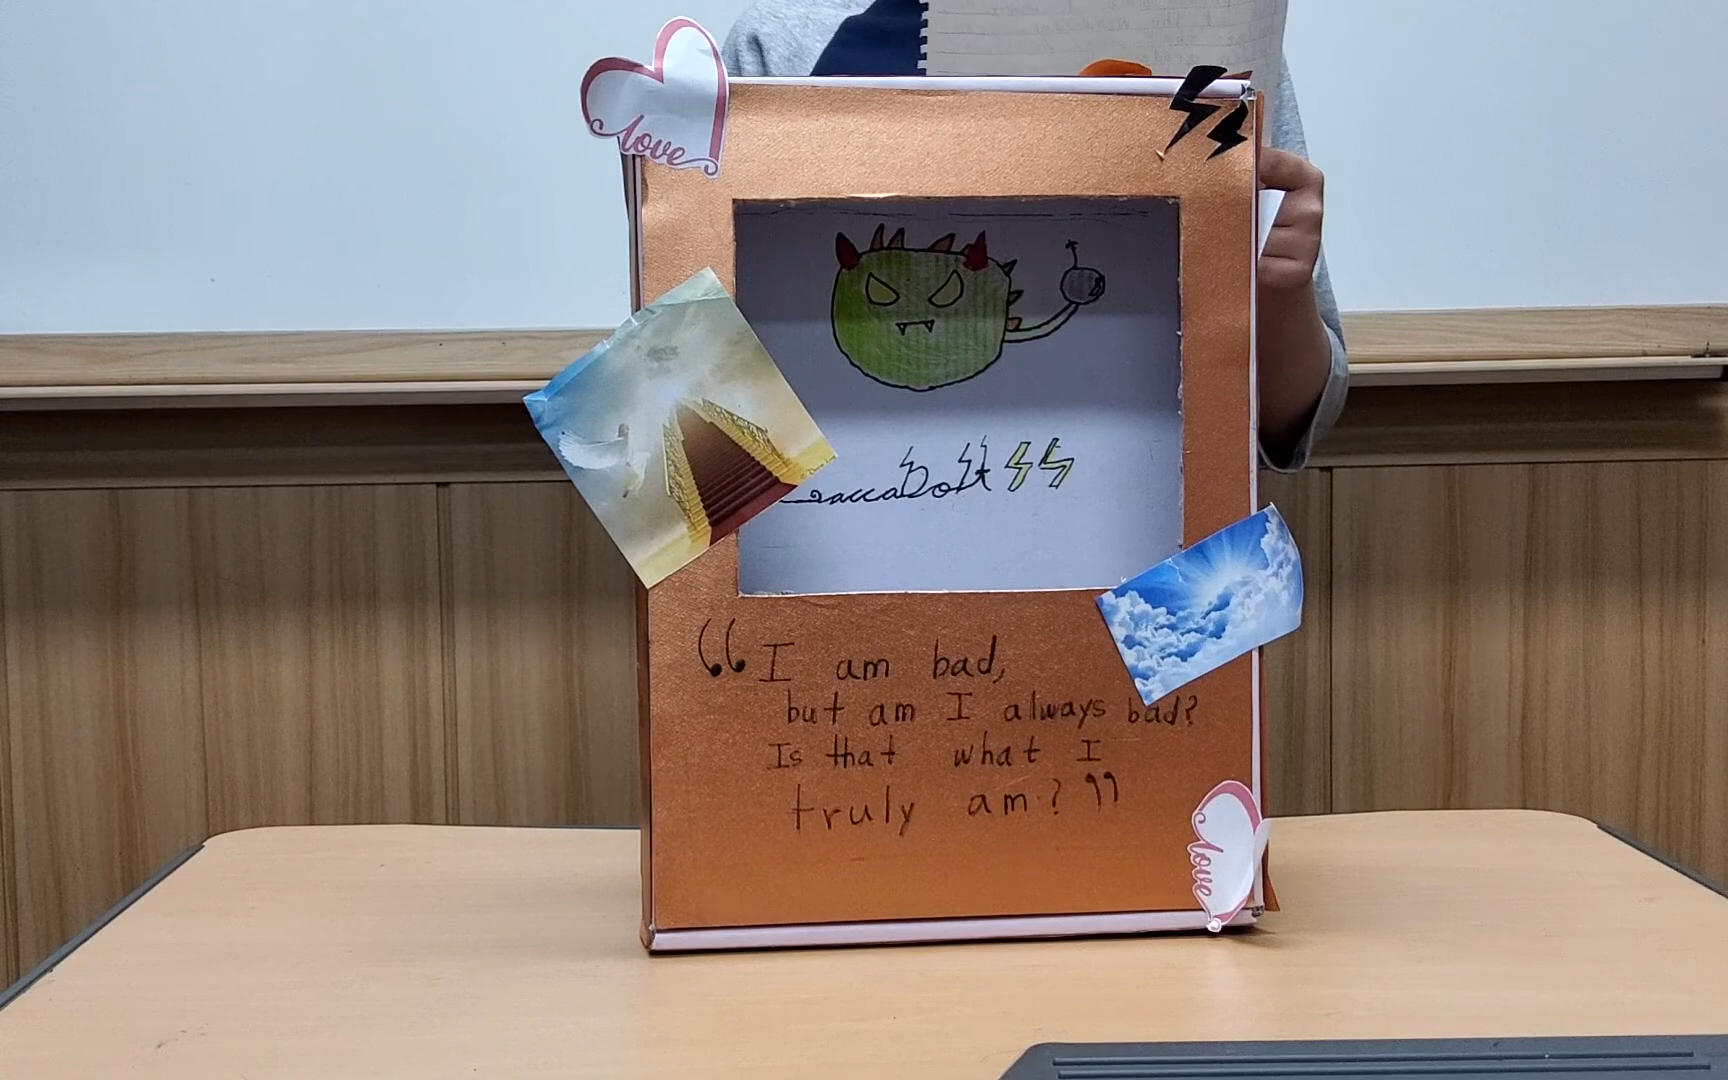 love
“I am bad,
but am I always bad?
Is that what I
truly am?”
love